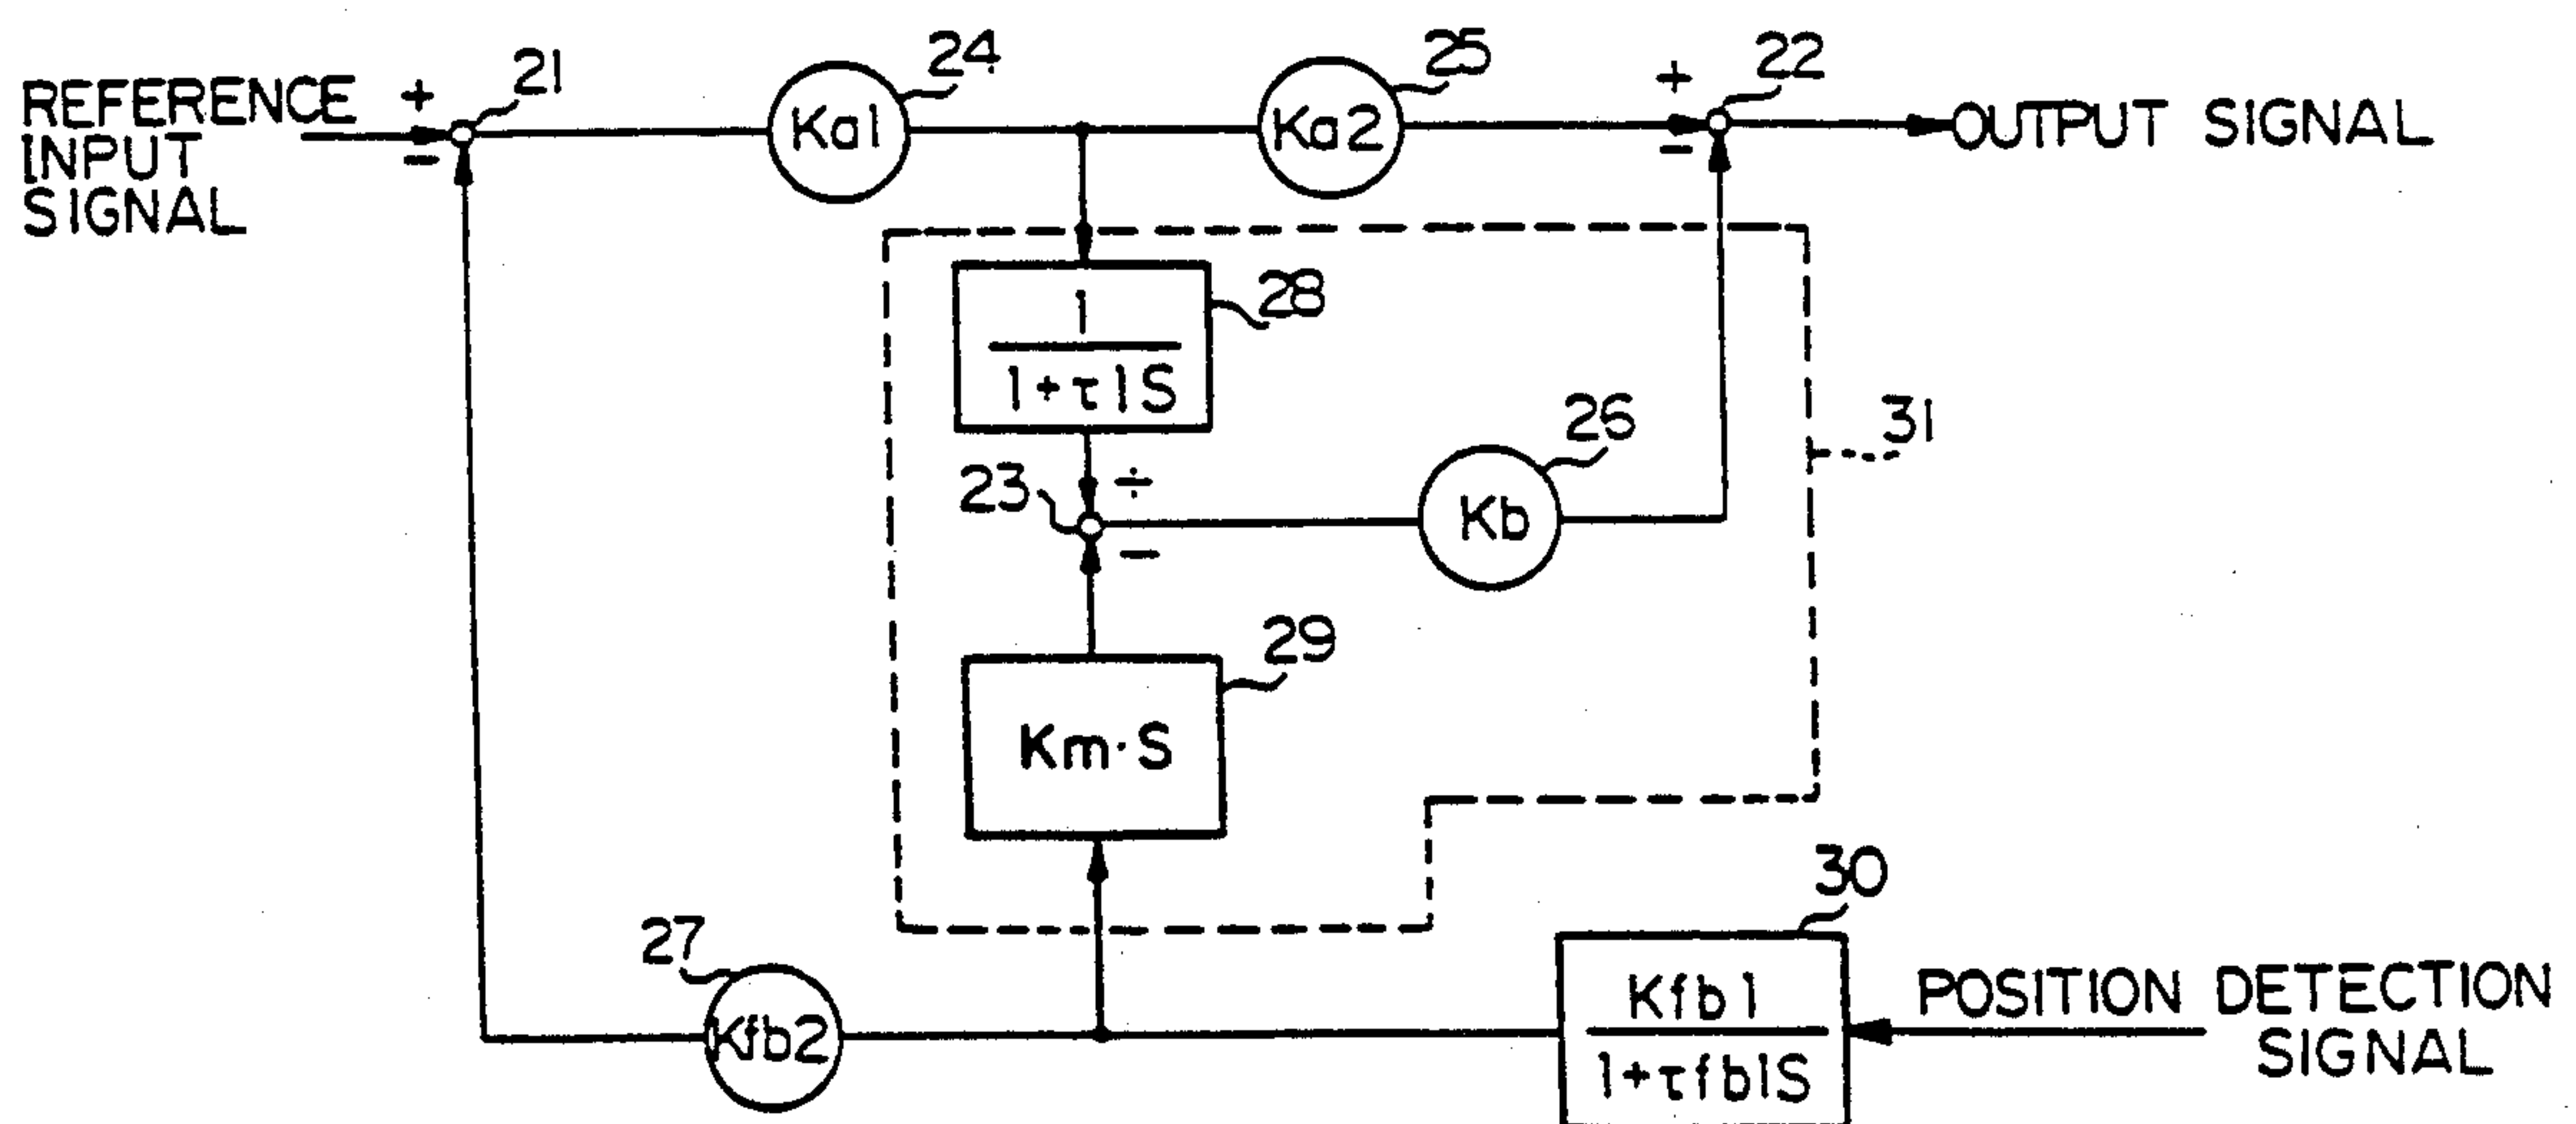 REFERENCE
INPUT
SIGNAL
+
−
21
Ka1
24
Ka2
25
+
−
22
OUTPUT SIGNAL
1
1+τ1S
28
23
÷
−
Kb
26
31
Km·S
29
27
Kfb2
30
Kfb1
1+τfb1S
POSITION DETECTION
SIGNAL